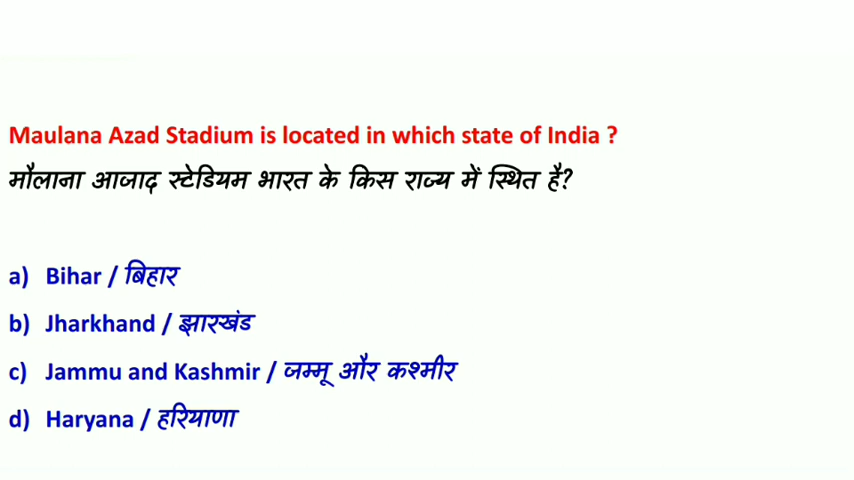 Maulana Azad Stadium is located in which state of India ?
मौलाना आजाद स्टेडियम भारत के किस राज्य में स्थित है?
a) Bihar / बिहार
b) Jharkhand / झारखंड
c) Jammu and Kashmir / जम्मू और कश्मीर
d) Haryana / हरियाणा